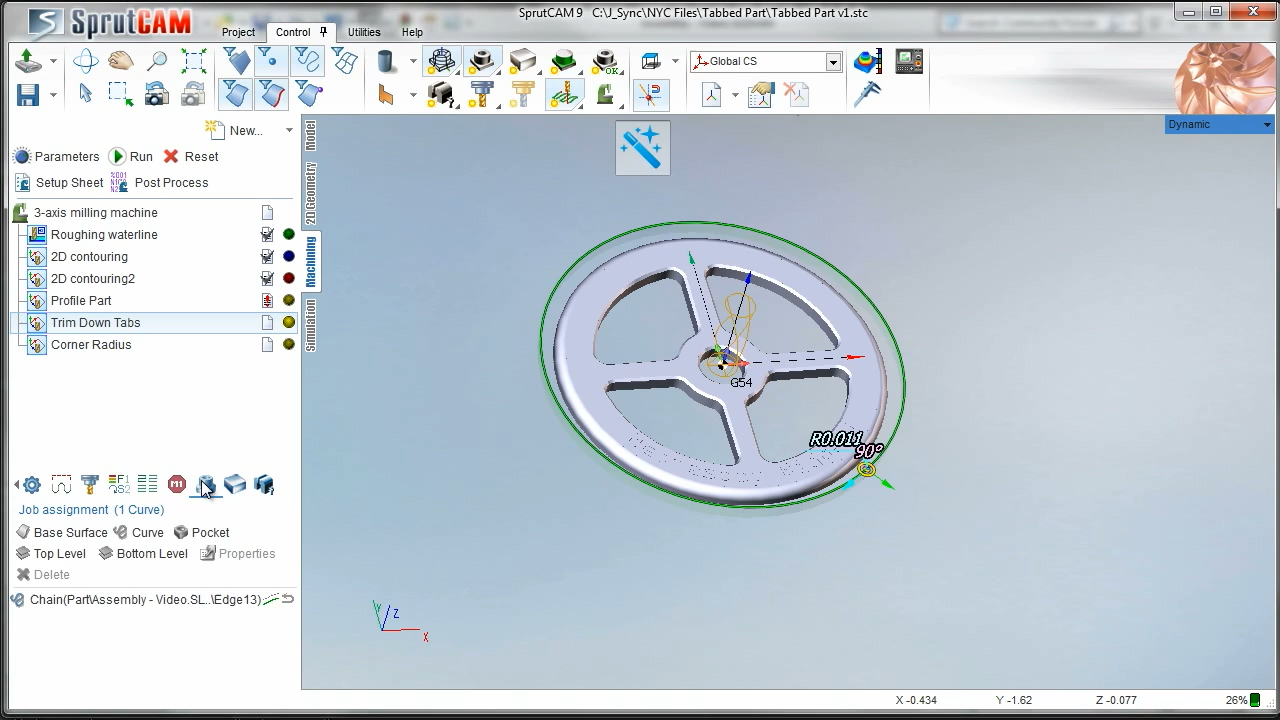 SprutCAM 9 C:\J_Sync\NYC Files\Tabbed Part\Tabbed Part v1.stc
SprutCAM
Project Control Utilities Help
Global CS
New...
Dynamic
Parameters Run Reset
Setup Sheet Post Process
3-axis milling machine
Roughing waterline
2D contouring
2D contouring2
Profile Part
Trim Down Tabs
Corner Radius
Model
2D Geometry
Machining
Simulation
G54
R0.011
90°
Job assignment (1 Curve)
Base Surface Curve Pocket
Top Level Bottom Level Properties
Delete
Chain(Part\Assembly - Video.SL..\Edge13)
Y Z X
X -0.434 Y -1.62 Z -0.077 26%